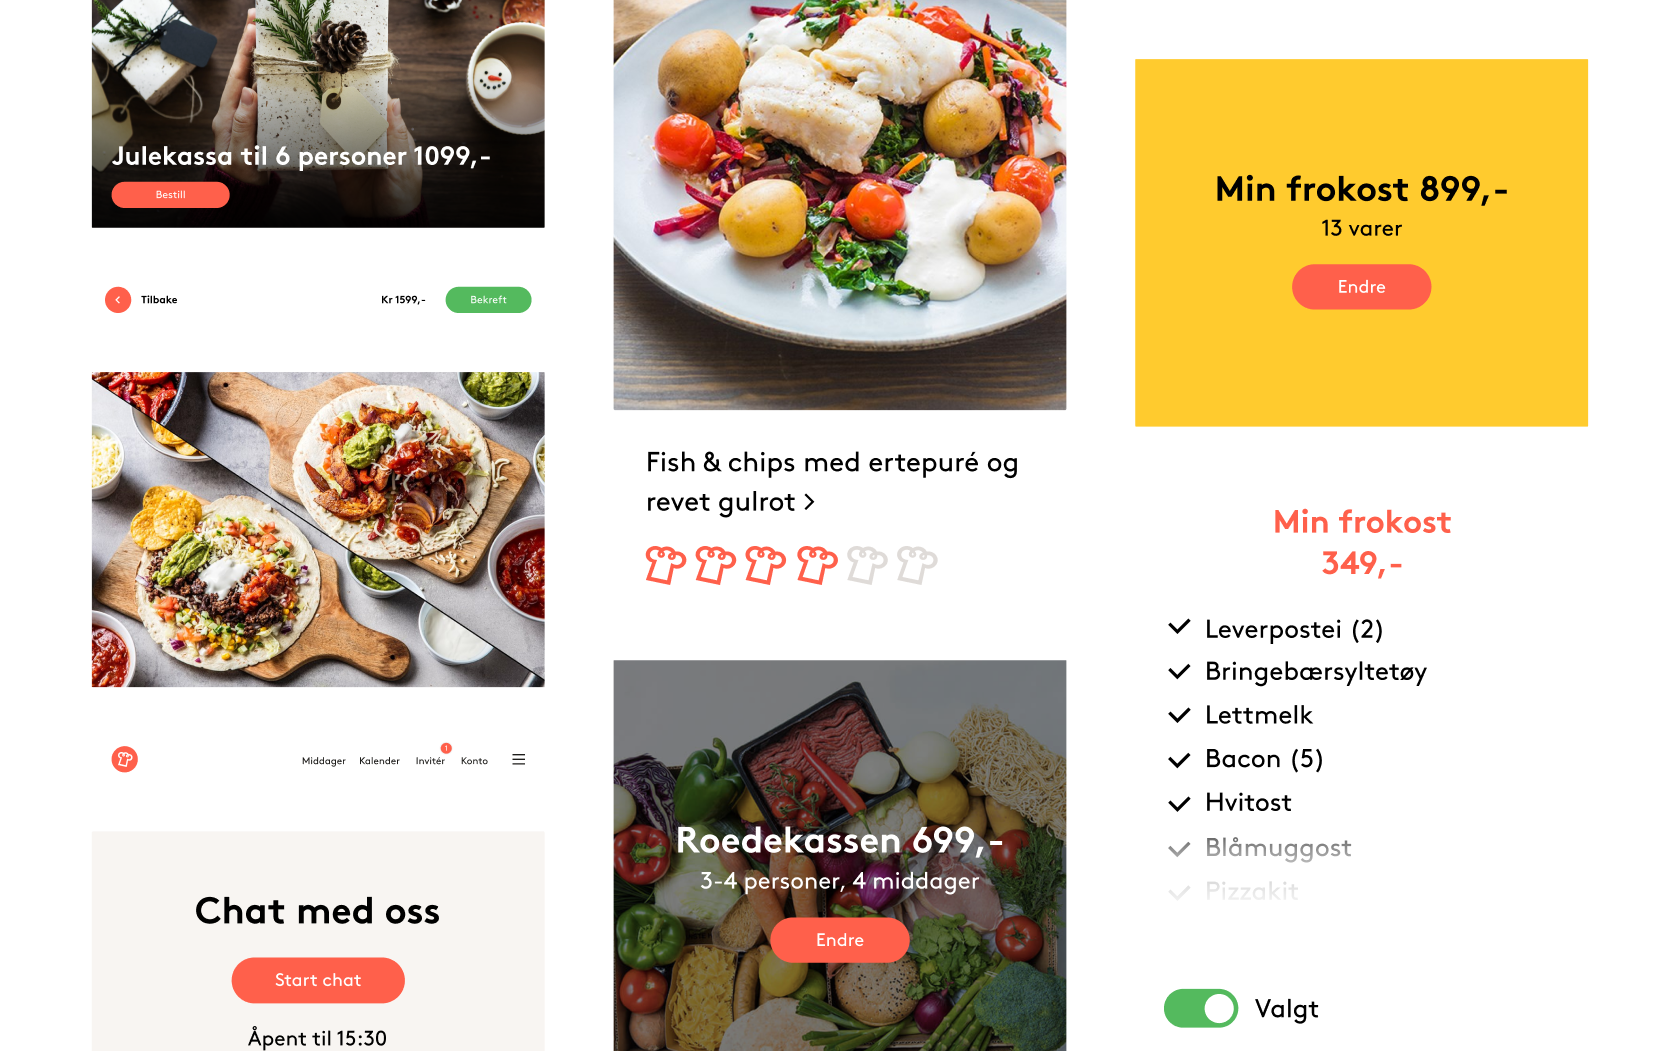 Julekassa til 6 personer 1099,-
Bestill
Tilbake
Kr 1599,-
Bekreft
Middager
Kalender
Invitér
1
Konto
Chat med oss
Start chat
Åpent til 15:30
Fish & chips med ertepuré og
revet gulrot >
Roedekassen 699,-
3-4 personer, 4 middager
Endre
Min frokost 899,-
13 varer
Endre
Min frokost
349,-
Leverpostei (2)
Bringebærsyltetøy
Lettmelk
Bacon (5)
Hvitost
Blåmuggost
Pizzakit
Valgt